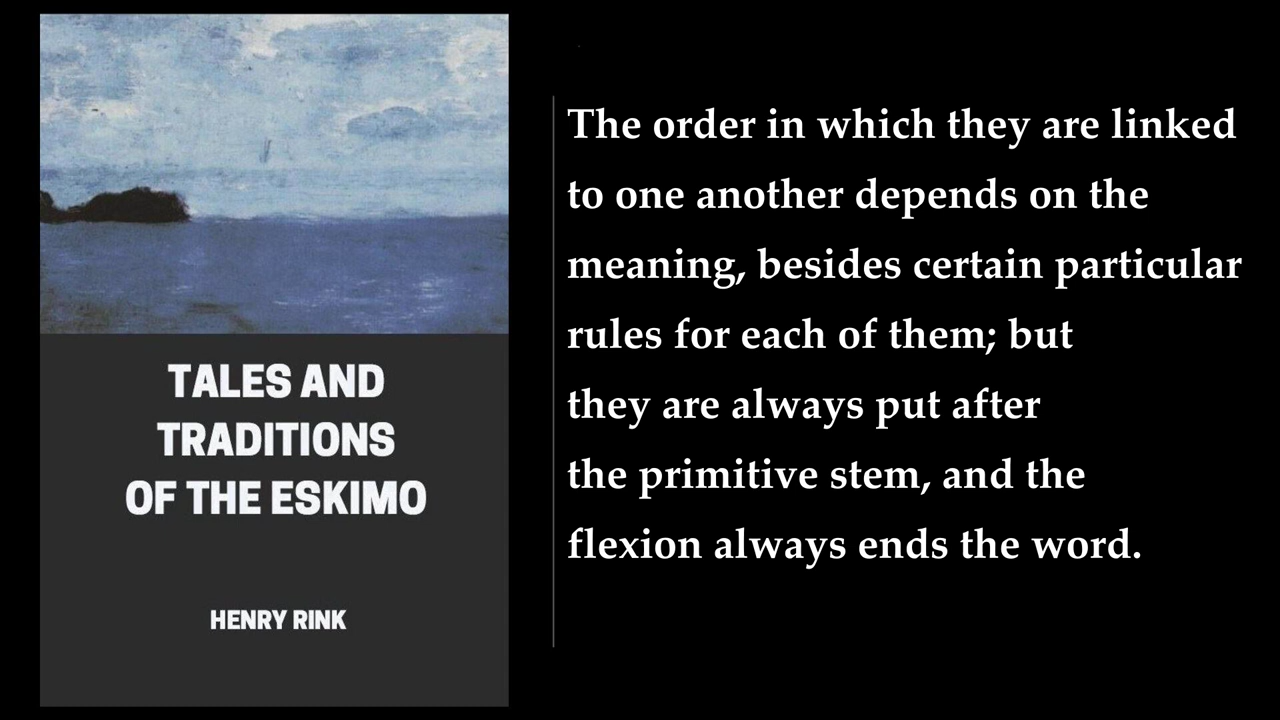 TALES AND
TRADITIONS
OF THE ESKIMO
HENRY RINK
The order in which they are linked
to one another depends on the
meaning, besides certain particular
rules for each of them; but
they are always put after
the primitive stem, and the
flexion always ends the word.